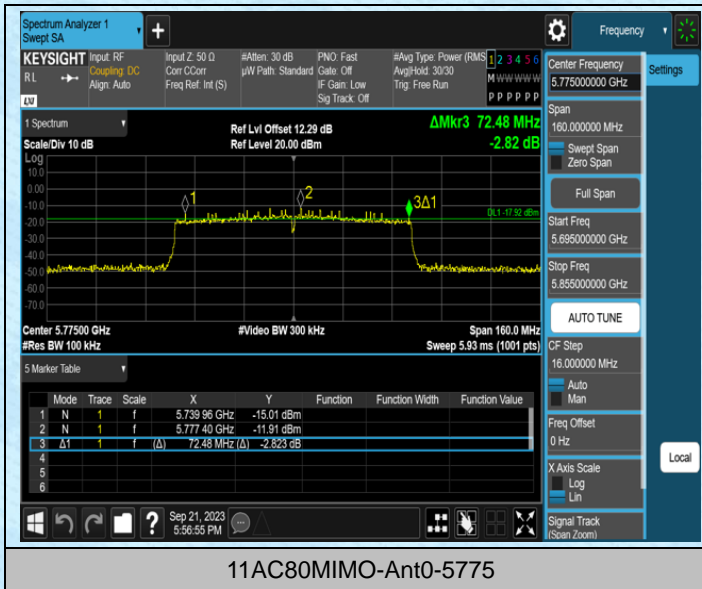 Spectrum Analyzer 1
Swept SA
+
Frequency
KEYSIGHT
RL
LXI
Input: RF
Coupling: DC
Align: Auto
Input Z: 50 Ω
Corr CCorr
Freq Ref: Int (S)
#Atten: 30 dB
µW Path: Standard
PNO: Fast
Gate: Off
IF Gain: Low
Sig Track: Off
#Avg Type: Power (RMS
Avg|Hold: 30/30
Trig: Free Run
1 2 3 4 5 6
M W W W W W
P P P P P P
Center Frequency
5.775000000 GHz
Settings
1 Spectrum
Scale/Div 10 dB
Ref Lvl Offset 12.29 dB
Ref Level 20.00 dBm
ΔMkr3 72.48 MHz
-2.82 dB
Log
10.0
0.00
-10.0
-20.0
-30.0
-40.0
-50.0
-60.0
-70.0
1
2
3Δ1
DL1 -17.92 dBm
Center 5.77500 GHz
#Res BW 100 kHz
#Video BW 300 kHz
Span 160.0 MHz
Sweep 5.93 ms (1001 pts)
Span
160.000000 MHz
Swept Span
Zero Span
Full Span
Start Freq
5.695000000 GHz
Stop Freq
5.855000000 GHz
AUTO TUNE
CF Step
16.000000 MHz
Auto
Man
Freq Offset
0 Hz
X Axis Scale
Log
Lin
Signal Track
(Span Zoom)
Local
5 Marker Table
Mode Trace Scale X Y Function Function Width Function Value
1 N 1 f 5.739 96 GHz -15.01 dBm
2 N 1 f 5.777 40 GHz -11.91 dBm
3 Δ1 1 f (Δ) 72.48 MHz (Δ) -2.823 dB
4
5
6
?
Sep 21, 2023
5:56:55 PM
11AC80MIMO-Ant0-5775